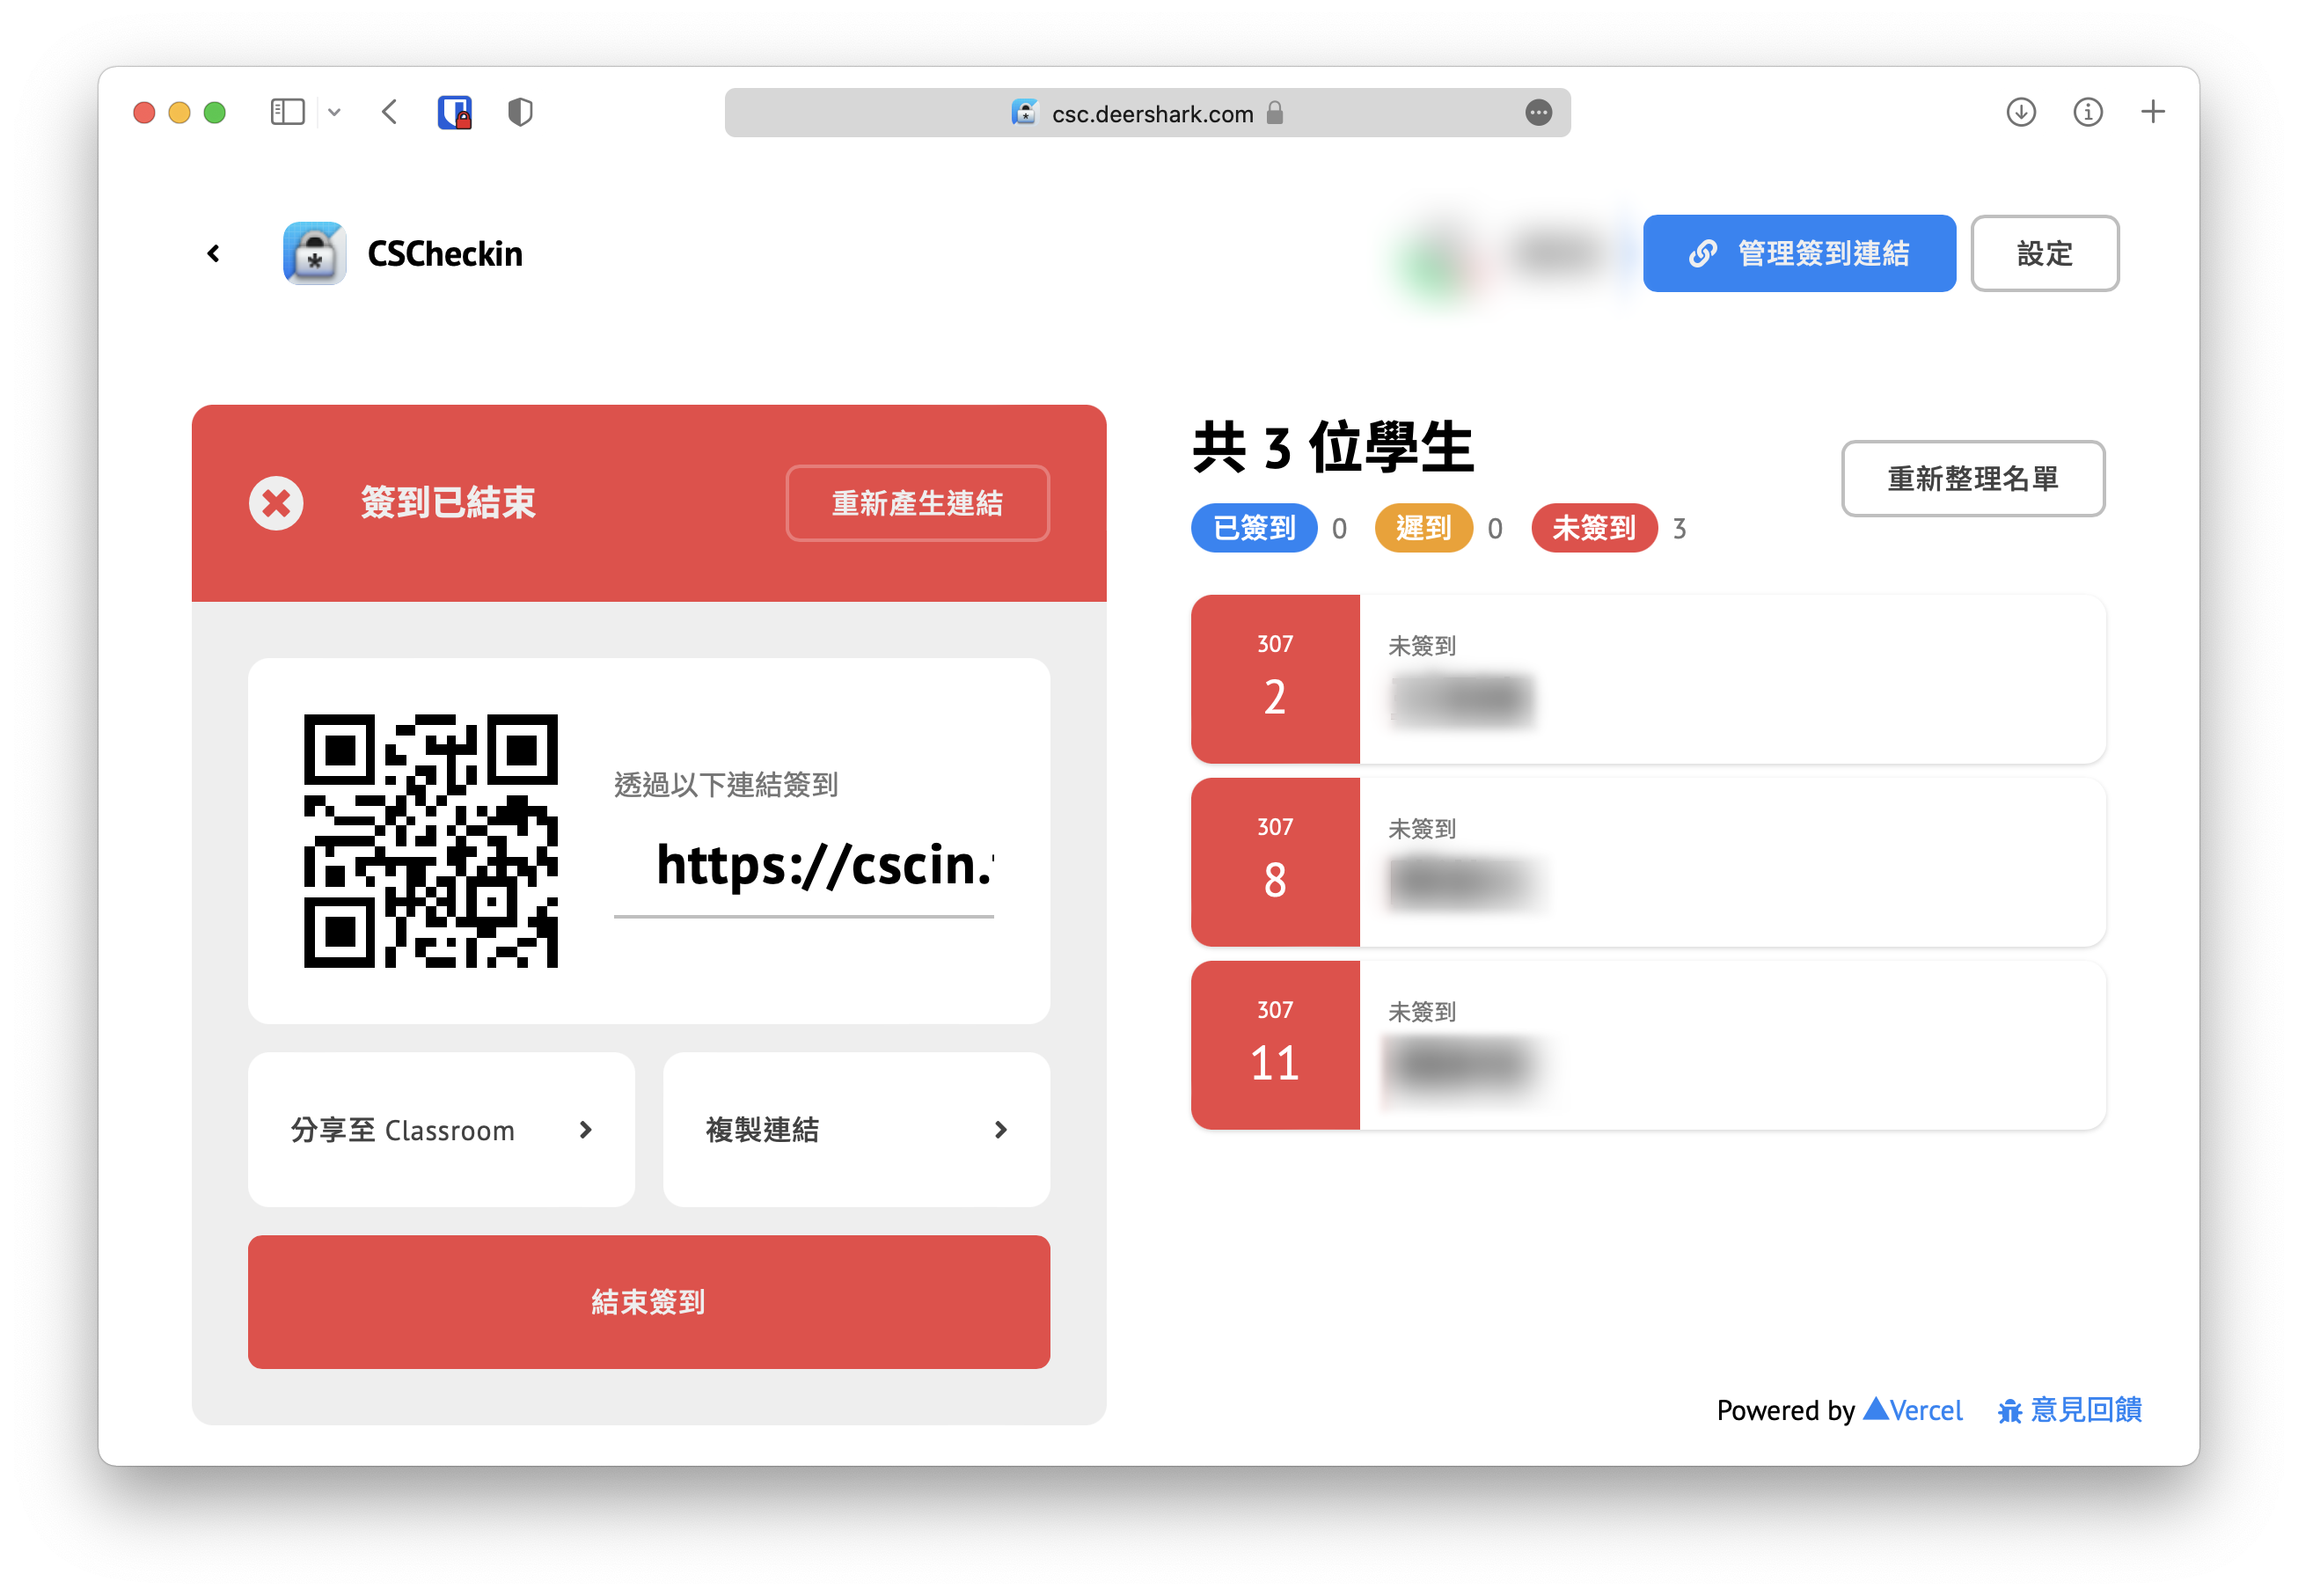 csc.deershark.com
CSCheckin
管理簽到連結
設定
簽到已結束
重新產生連結
透過以下連結簽到
https://cscin.
分享至 Classroom
複製連結
結束簽到
共 3 位學生
已簽到 0 遲到 0 未簽到 3
重新整理名單
307
2
未簽到
307
8
未簽到
307
11
未簽到
Powered by Vercel
意見回饋